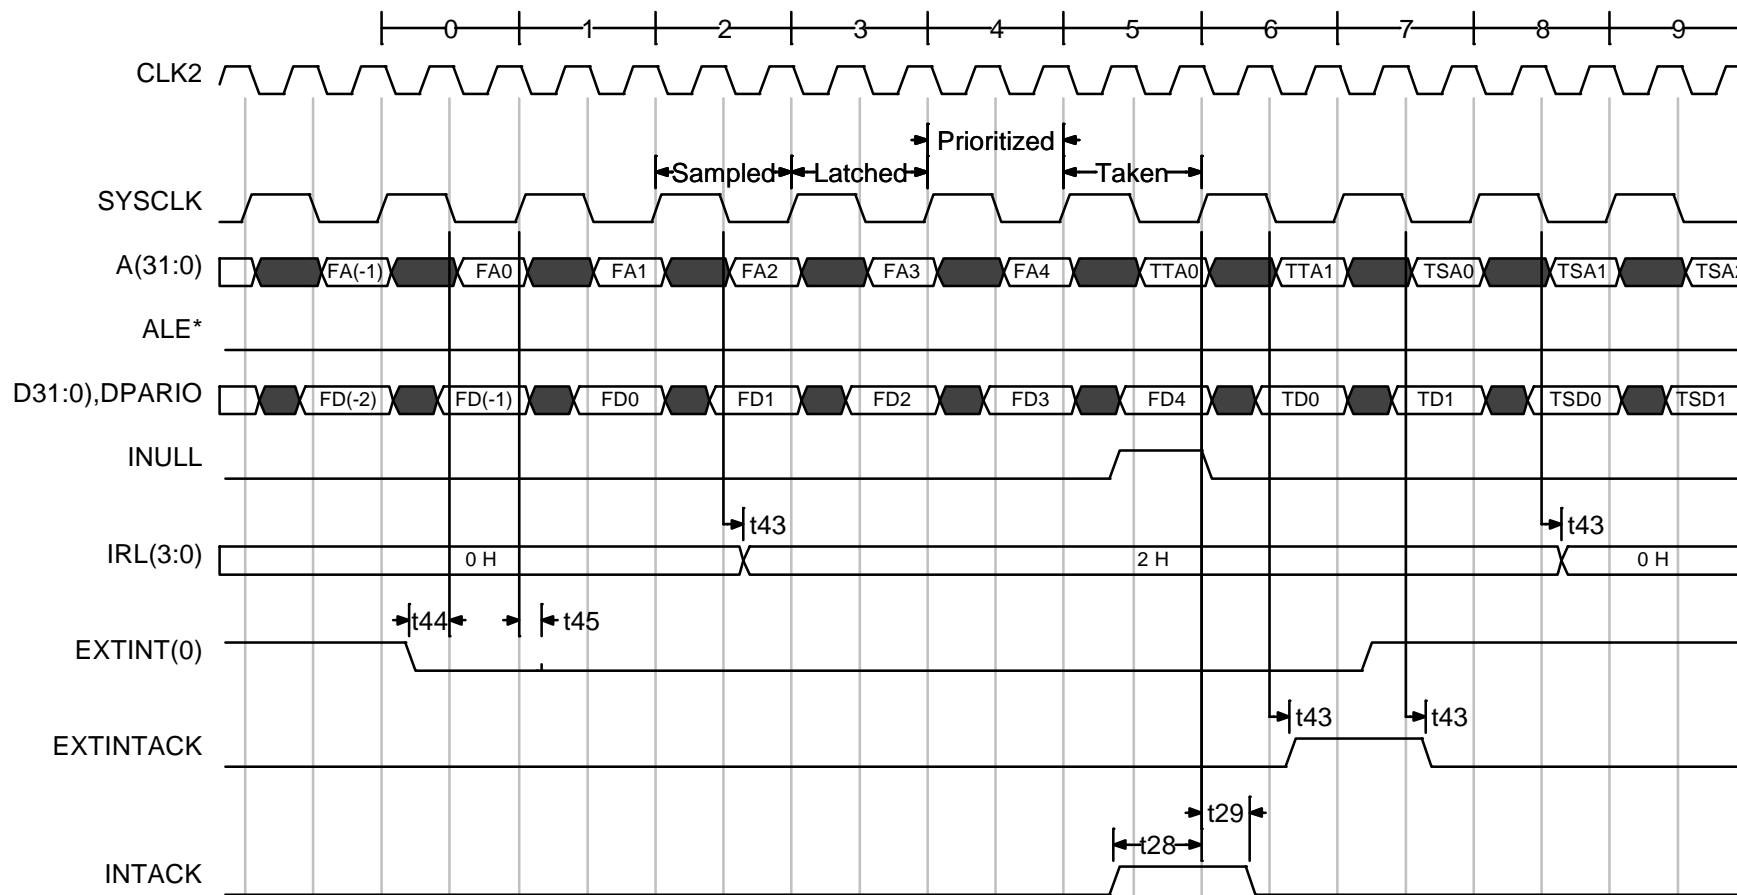 0 1 2 3 4 5 6 7 8 9
CLK2
Prioritized
Sampled Latched Taken
SYSCLK
A(31:0) FA(-1) FA0 FA1 FA2 FA3 FA4 TTA0 TTA1 TSA0 TSA1 TSA2
ALE*
D31:0),DPARIO FD(-2) FD(-1) FD0 FD1 FD2 FD3 FD4 TD0 TD1 TSD0 TSD1
INULL
t43 t43
IRL(3:0) 0 H 2 H 0 H
t44 t45
EXTINT(0)
t43 t43
EXTINTACK
t29
t28
INTACK